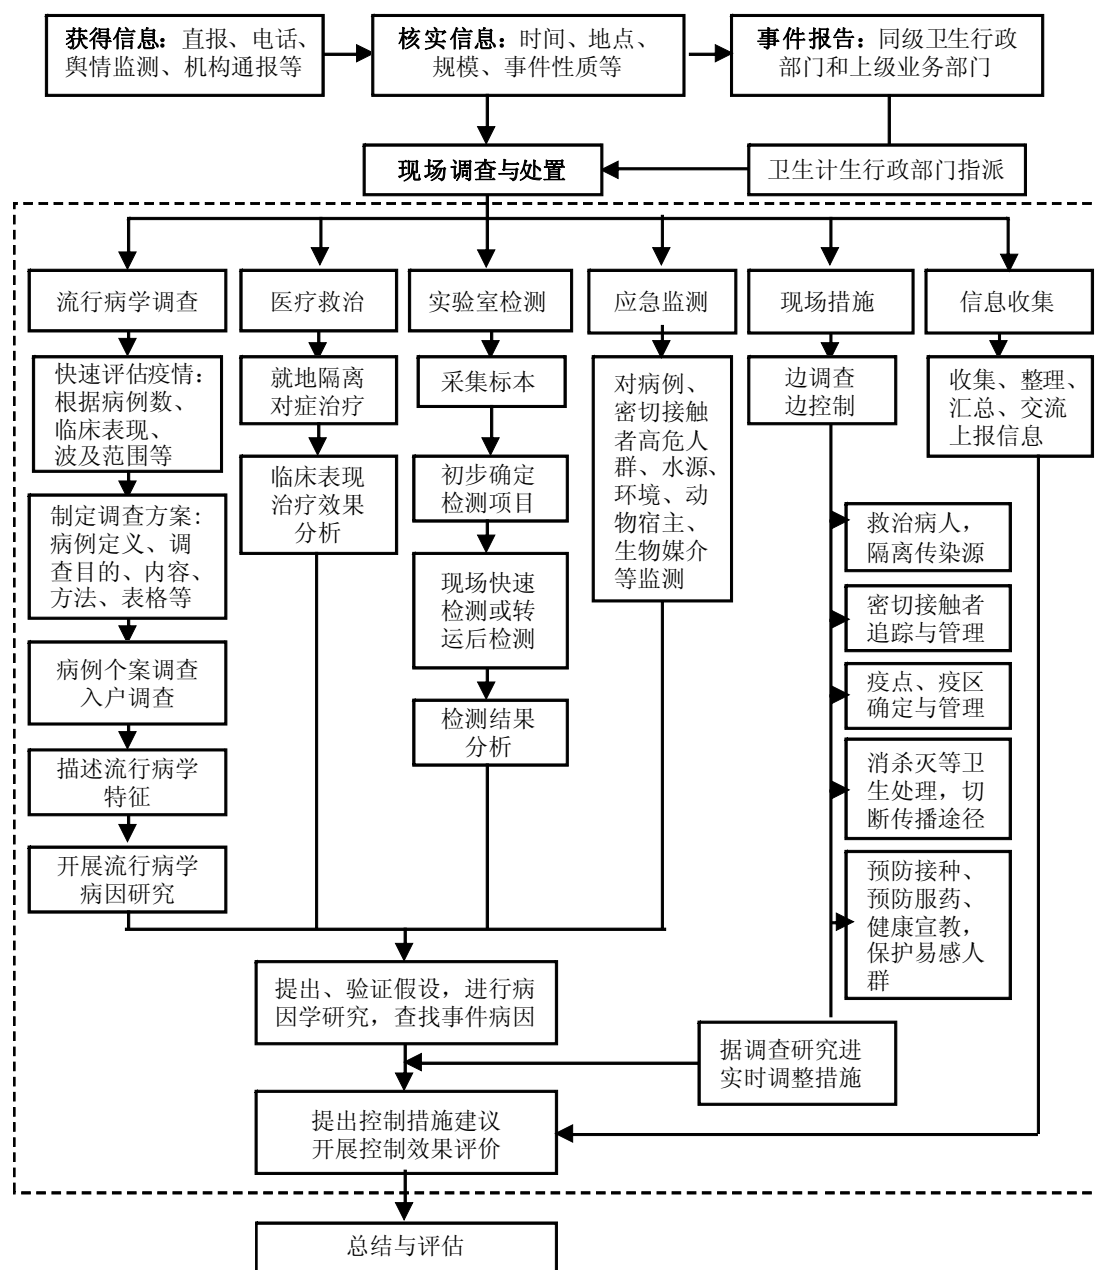 获得信息：直报、电话、
舆情监测、机构通报等
核实信息：时间、地点、
规模、事件性质等
事件报告：同级卫生行政
部门和上级业务部门
现场调查与处置
卫生计生行政部门指派
流行病学调查
医疗救治
实验室检测
应急监测
现场措施
信息收集
快速评估疫情：
根据病例数、
临床表现、
波及范围等
制定调查方案：
病例定义、调
查目的、内容、
方法、表格等
病例个案调查
入户调查
描述流行病学
特征
开展流行病学
病因研究
就地隔离
对症治疗
临床表现
治疗效果
分析
采集标本
初步确定
检测项目
现场快速
检测或转
运后检测
检测结果
分析
对病例、
密切接触
者高危人
群、水源、
环境、动
物宿主、
生物媒介
等监测
边调查
边控制
救治病人，
隔离传染源
密切接触者
追踪与管理
疫点、疫区
确定与管理
消杀灭等卫
生处理，切
断传播途径
预防接种、
预防服药、
健康宣教，
保护易感人
群
收集、整理、
汇总、交流
上报信息
提出、验证假设，进行病
因学研究，查找事件病因
据调查研究进
实时调整措施
提出控制措施建议
开展控制效果评价
总结与评估